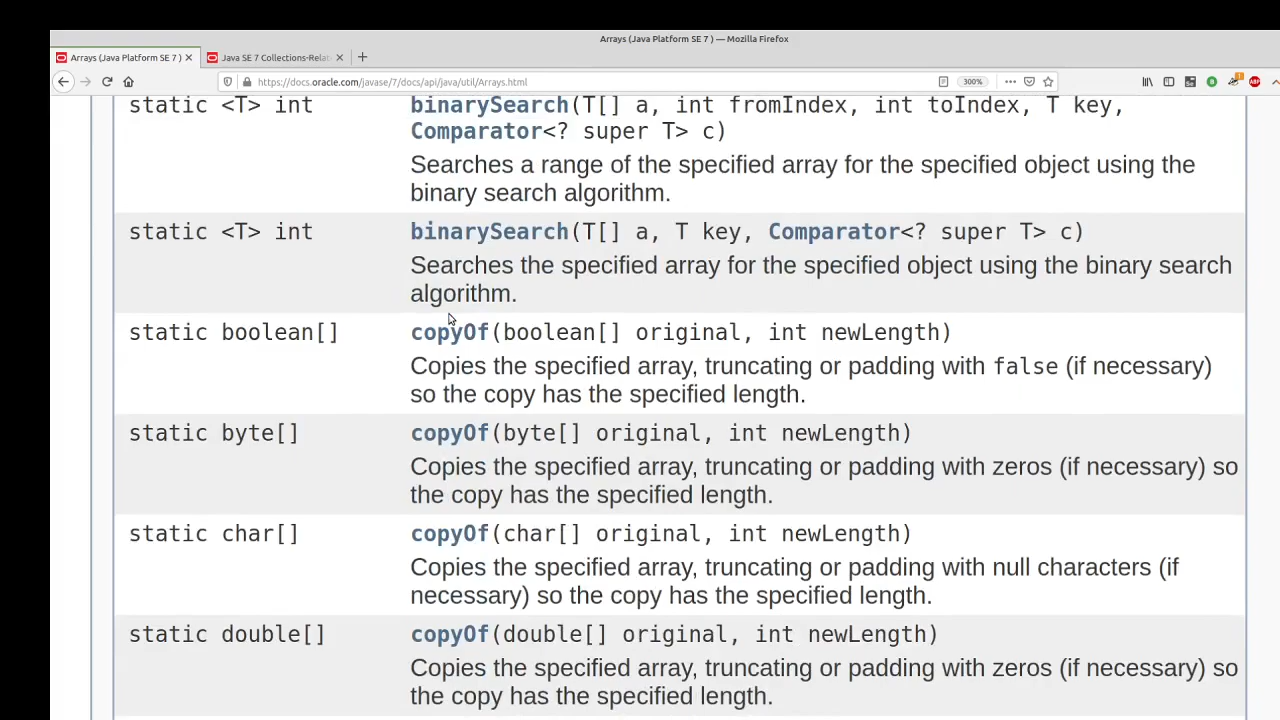 Arrays (Java Platform SE 7 ) — Mozilla Firefox
Arrays (Java Platform SE 7 )
Java SE 7 Collections-Relat
https://docs.oracle.com/javase/7/docs/api/java/util/Arrays.html
300%
static <T> int binarySearch(T[] a, int fromIndex, int toIndex, T key,
Comparator<? super T> c)
Searches a range of the specified array for the specified object using the
binary search algorithm.
static <T> int binarySearch(T[] a, T key, Comparator<? super T> c)
Searches the specified array for the specified object using the binary search
algorithm.
static boolean[] copyOf(boolean[] original, int newLength)
Copies the specified array, truncating or padding with false (if necessary)
so the copy has the specified length.
static byte[] copyOf(byte[] original, int newLength)
Copies the specified array, truncating or padding with zeros (if necessary) so
the copy has the specified length.
static char[] copyOf(char[] original, int newLength)
Copies the specified array, truncating or padding with null characters (if
necessary) so the copy has the specified length.
static double[] copyOf(double[] original, int newLength)
Copies the specified array, truncating or padding with zeros (if necessary) so
the copy has the specified length.